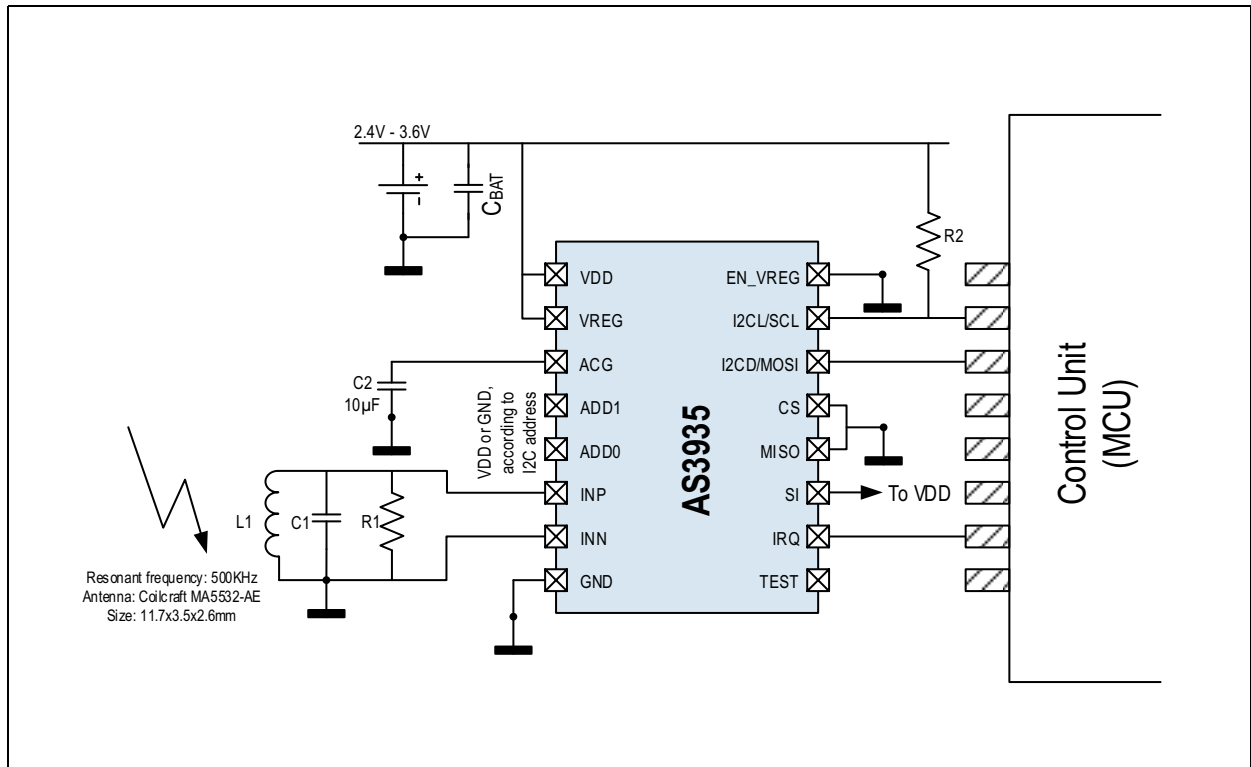 2.4V - 3.6V
+
-
CBAT
R2
VDD
VREG
ACG
ADD1
ADD0
INP
INN
GND
EN_VREG
I2CL/SCL
I2CD/MOSI
CS
MISO
SI
IRQ
TEST
AS3935
To VDD
Control Unit
(MCU)
C2
10µF
VDD or GND,
according to
I2C address
L1
C1
R1
Resonant frequency: 500KHz
Antenna: Coilcraft MA5532-AE
Size: 11.7x3.5x2.6mm